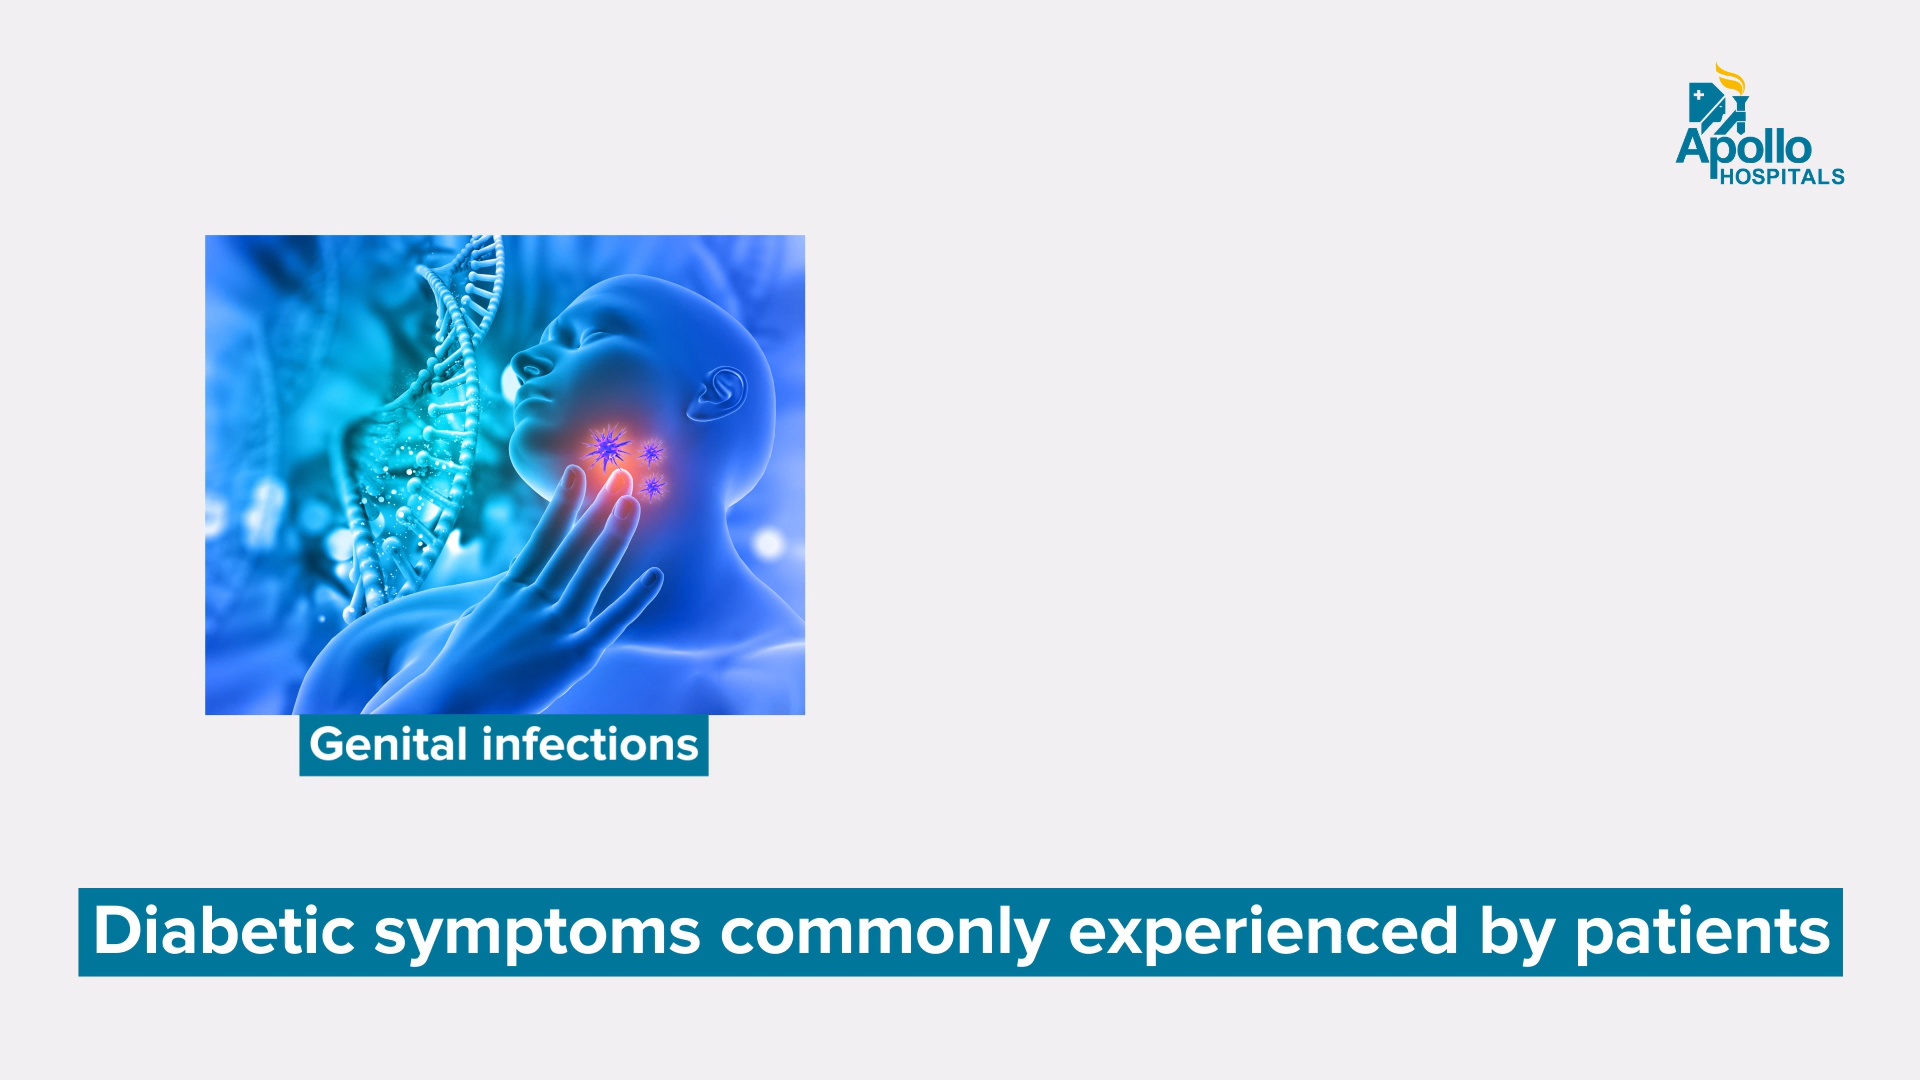 Apollo
HOSPITALS
Genital infections
Diabetic symptoms commonly experienced by patients